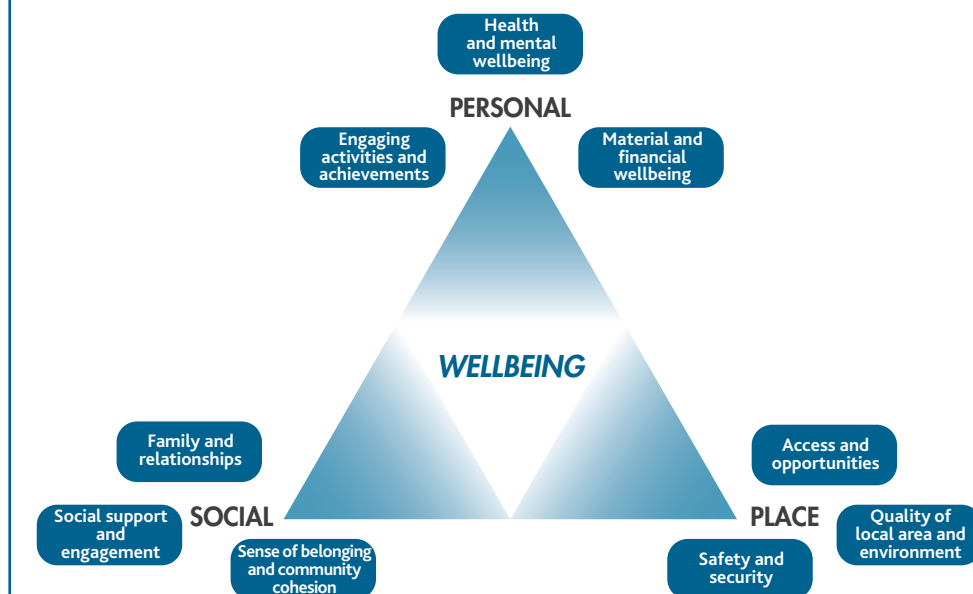 Health
and mental
wellbeing
PERSONAL
Engaging
activities and
achievements
Material and
financial
wellbeing
WELLBEING
Family and
relationships
Access and
opportunities
Social support
and
engagement
SOCIAL
PLACE
Quality of
local area and
environment
Sense of belonging
and community
cohesion
Safety and
security